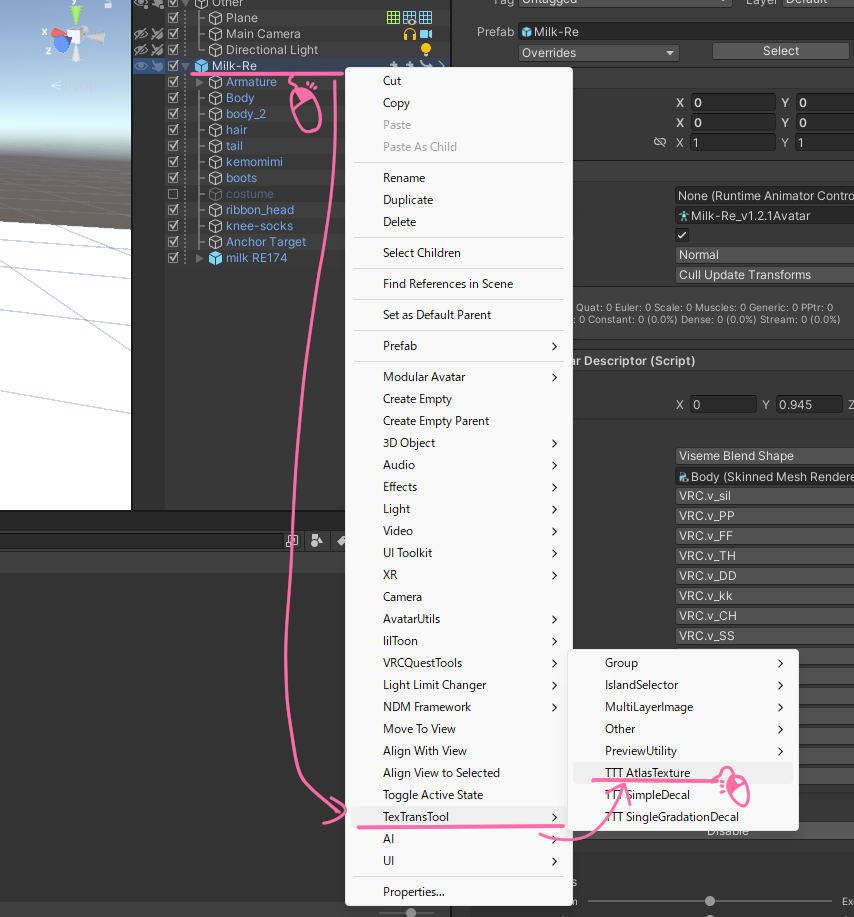 Other
Plane
Main Camera
Directional Light
Milk-Re
Armature
Body
body_2
hair
tail
kemomimi
boots
costume
ribbon_head
knee-socks
Anchor Target
milk RE174
x
y
z
Cut
Copy
Paste
Paste As Child
Rename
Duplicate
Delete
Select Children
Find References in Scene
Set as Default Parent
Prefab
Modular Avatar
Create Empty
Create Empty Parent
3D Object
Audio
Effects
Light
Video
UI Toolkit
XR
Camera
AvatarUtils
lilToon
VRCQuestTools
Light Limit Changer
NDM Framework
Move To View
Align With View
Align View to Selected
Toggle Active State
TexTransTool
AI
UI
Properties...
Group
IslandSelector
MultiLayerImage
Other
PreviewUtility
TTT AtlasTexture
TTT SimpleDecal
TTT SingleGradationDecal
Tag Untagged Layer Default
Prefab Milk-Re
Overrides Select
X 0 Y 0
X 0 Y 0
X 1 Y 1
None (Runtime Animator Contro
Milk-Re_v1.2.1Avatar
Normal
Cull Update Transforms
Quat: 0 Euler: 0 Scale: 0 Muscles: 0 Generic: 0 PPtr: 0
: 0 Constant: 0 (0.0%) Dense: 0 (0.0%) Stream: 0 (0.0%)
ar Descriptor (Script)
X 0 Y 0.945 Z
Viseme Blend Shape
Body (Skinned Mesh Rendere
VRC.v_sil
VRC.v_PP
VRC.v_FF
VRC.v_TH
VRC.v_DD
VRC.v_kk
VRC.v_CH
VRC.v_SS
Disable